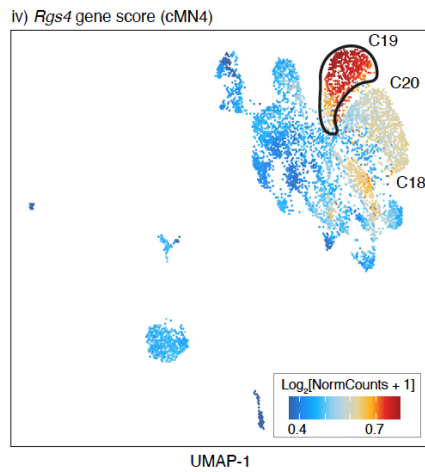 iv) Rgs4 gene score (cMN4)
C19
C20
C18
Log2[NormCounts + 1]
0.4 0.7
UMAP-1